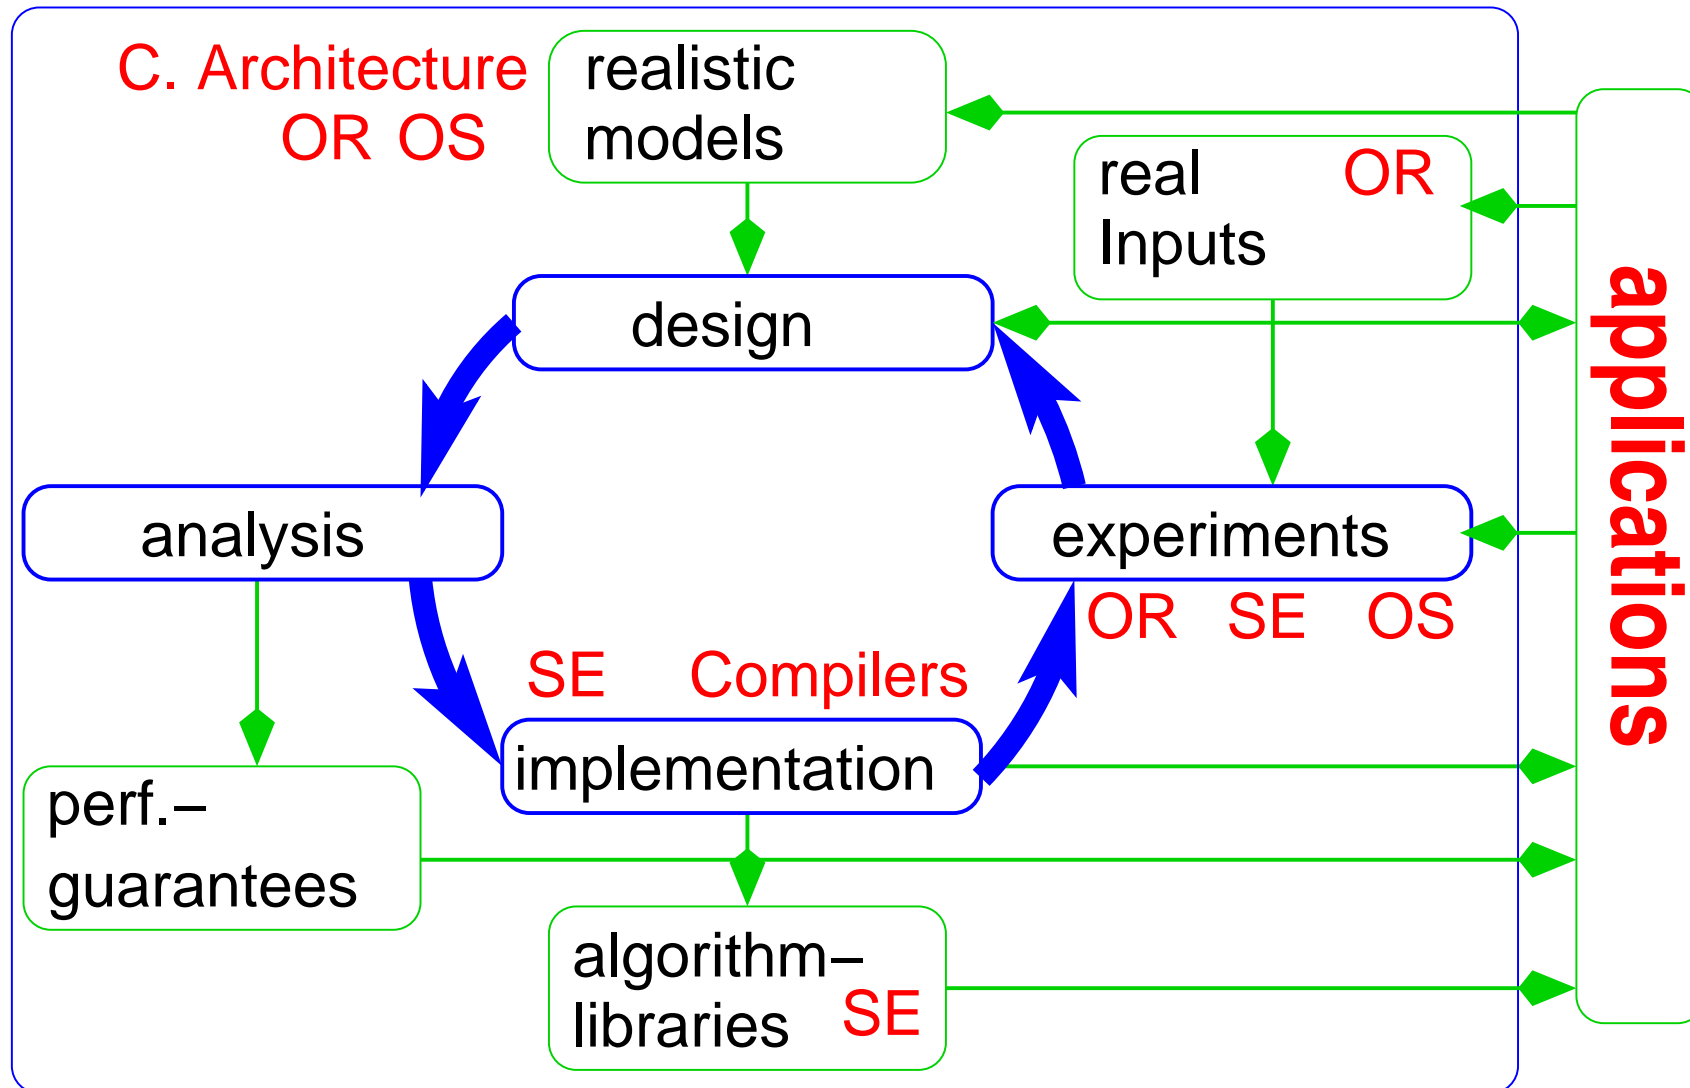 C. Architecture
OR OS
realistic
models
real OR
Inputs
design
applications
analysis
experiments
OR SE OS
SE Compilers
implementation
perf.–
guarantees
algorithm–
libraries SE